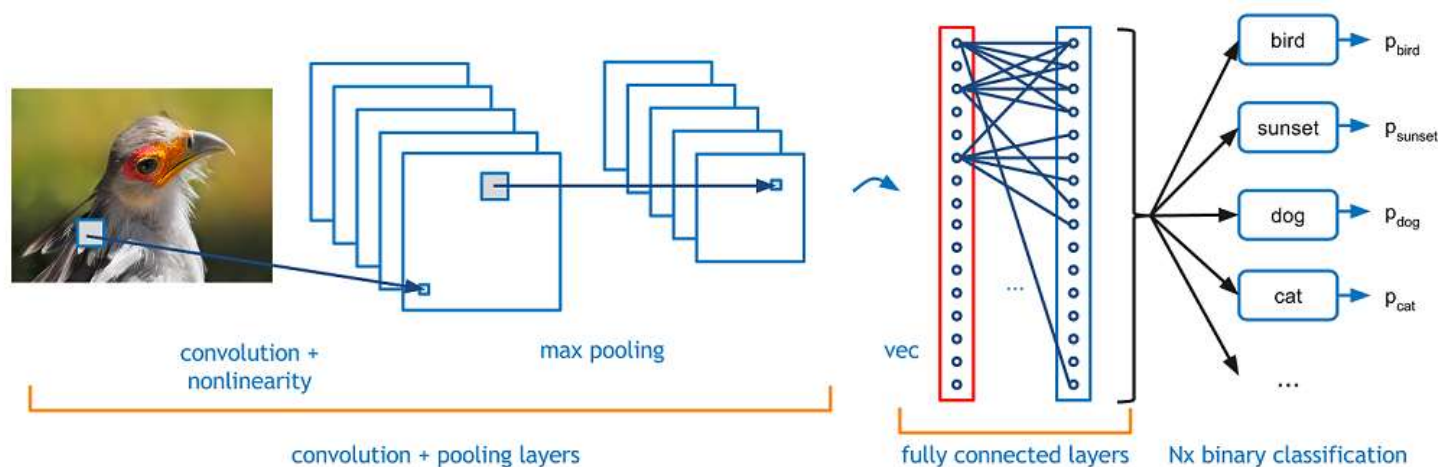 bird
p_bird
sunset
p_sunset
dog
p_dog
cat
p_cat
...
...
convolution +
nonlinearity
max pooling
vec
convolution + pooling layers
fully connected layers
Nx binary classification